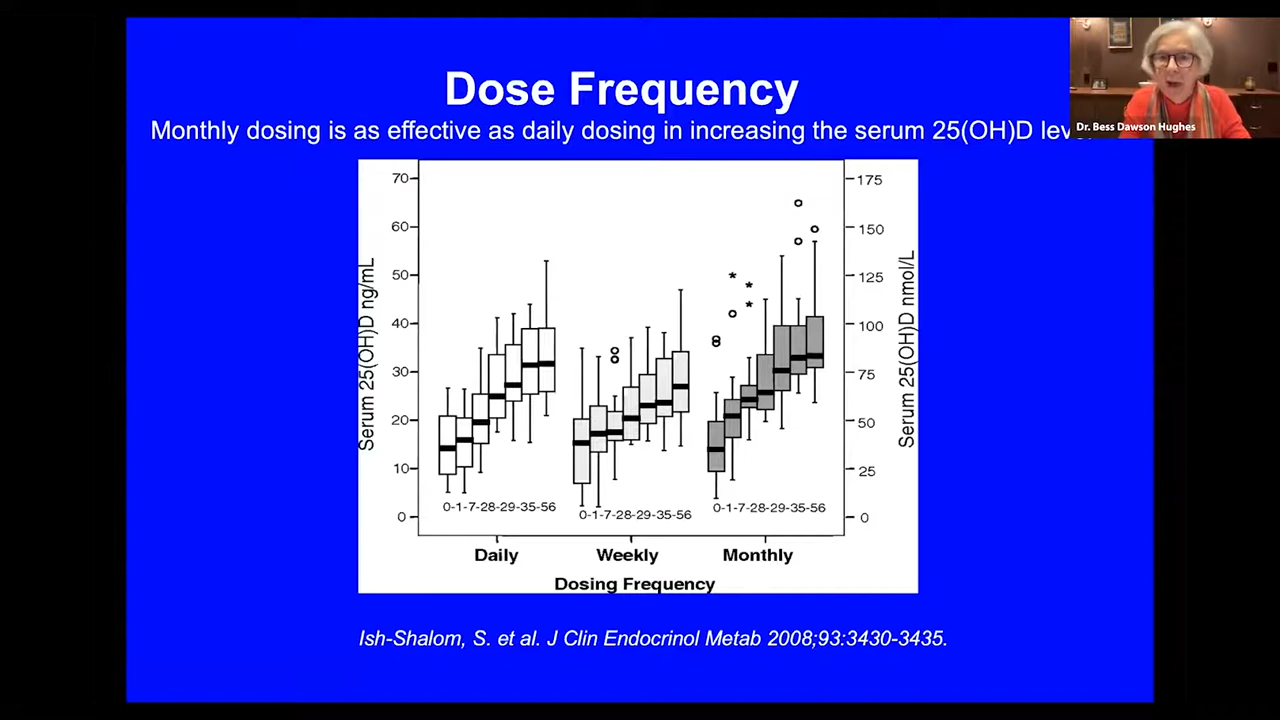 Dose Frequency
Monthly dosing is as effective as daily dosing in increasing the serum 25(OH)D
Dr. Bess Dawson Hughes
70
60
50
40
30
20
10
0
Serum 25(OH)D ng/mL
175
150
125
100
75
50
25
0
Serum 25(OH)D nmol/L
0-1-7-28-29-35-56
0-1-7-28-29-35-56
0-1-7-28-29-35-56
Daily
Weekly
Monthly
Dosing Frequency
Ish-Shalom, S. et al. J Clin Endocrinol Metab 2008;93:3430-3435.